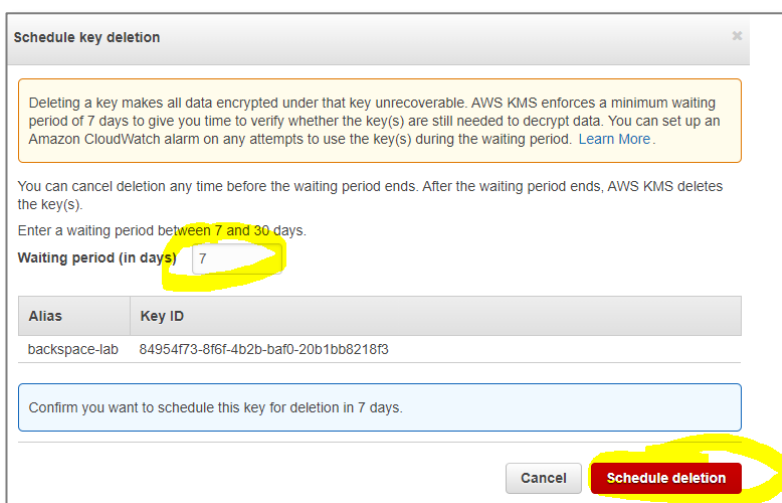 Schedule key deletion
Deleting a key makes all data encrypted under that key unrecoverable. AWS KMS enforces a minimum waiting
period of 7 days to give you time to verify whether the key(s) are still needed to decrypt data. You can set up an
Amazon CloudWatch alarm on any attempts to use the key(s) during the waiting period. Learn More.
You can cancel deletion any time before the waiting period ends. After the waiting period ends, AWS KMS deletes
the key(s).
Enter a waiting period between 7 and 30 days.
Waiting period (in days) 7
Alias Key ID
backspace-lab 84954f73-8f6f-4b2b-baf0-20b1bb8218f3
Confirm you want to schedule this key for deletion in 7 days.
Cancel Schedule deletion